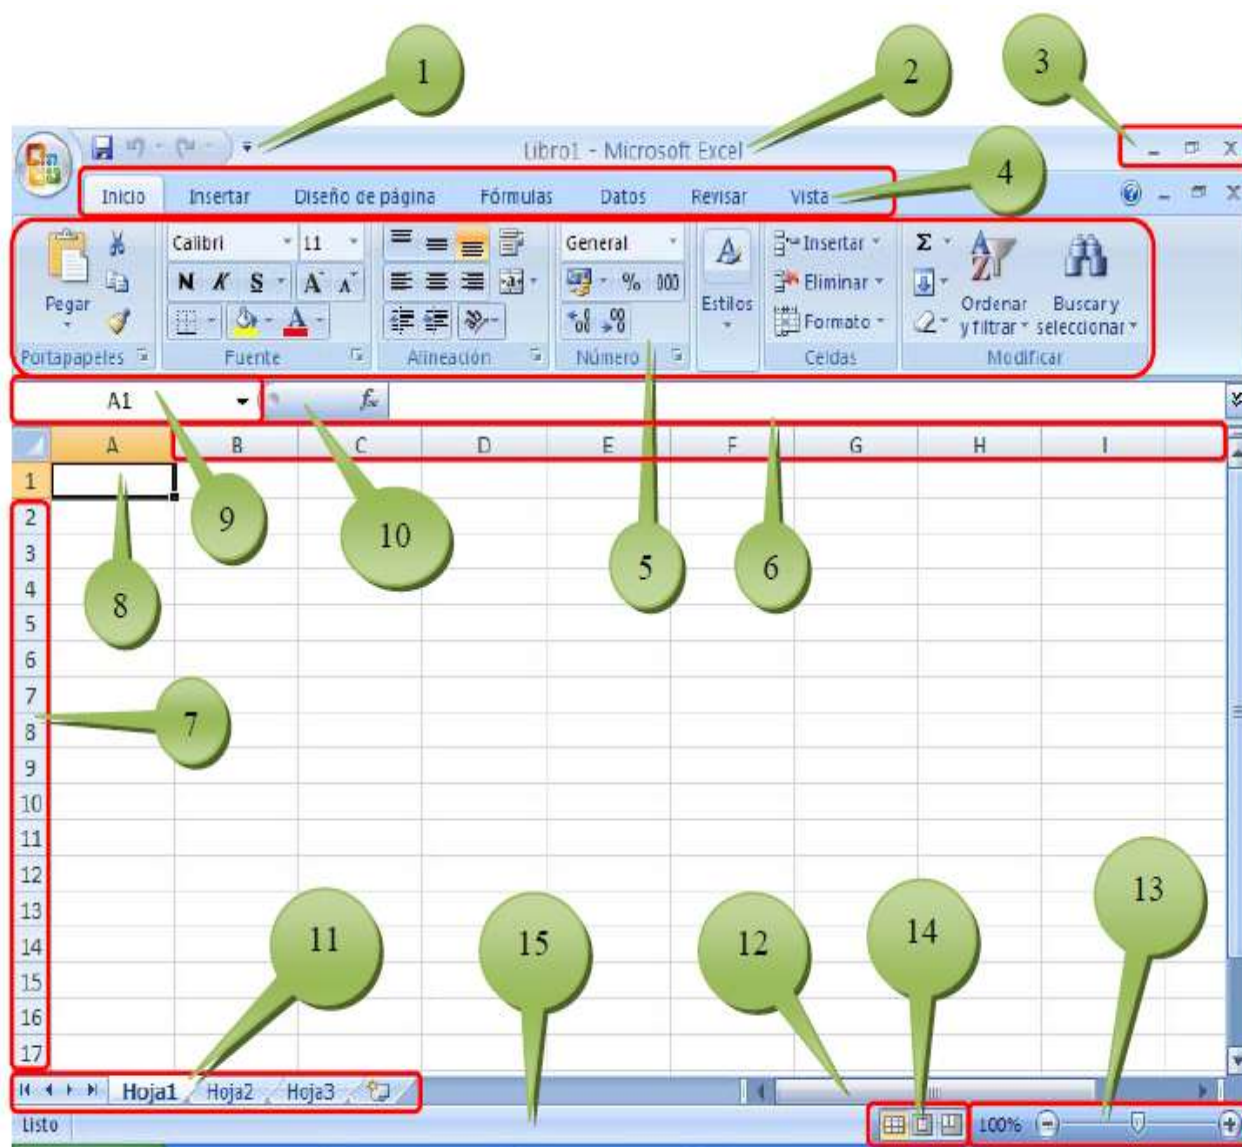 1
2
3
Libro1 - Microsoft Excel
4
Inicio Insertar Diseño de página Fórmulas Datos Revisar Vista
Pegar
Calibri 11
N K S A A
A
General
% 000
Estilos
Insertar
Eliminar
Formato
Σ
Ordenar y filtrar
Buscar y seleccionar
Portapapeles Fuente Alineación Número Celdas Modificar
A1 fx
A B C D E F G H I
1
2
3
4
5
6
7
8
9
10
11
12
13
14
15
16
17
9
10
5
6
8
7
13
11
15
12
14
Hoja1 Hoja2 Hoja3
Listo 100%